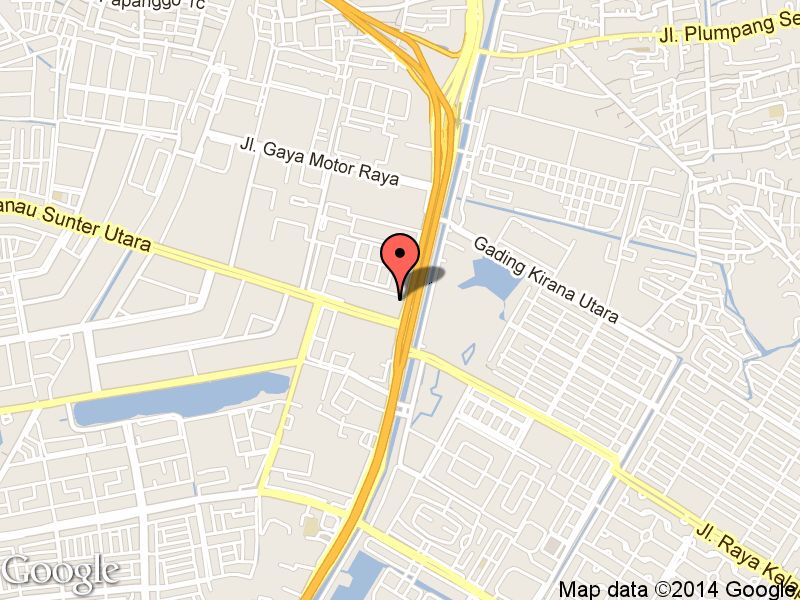 Papanggo 1c
Jl. Plumpang Se
Jl. Gaya Motor Raya
anau Sunter Utara
Gading Kirana Utara
Jl. Raya Kela
Google
Map data ©2014 Google